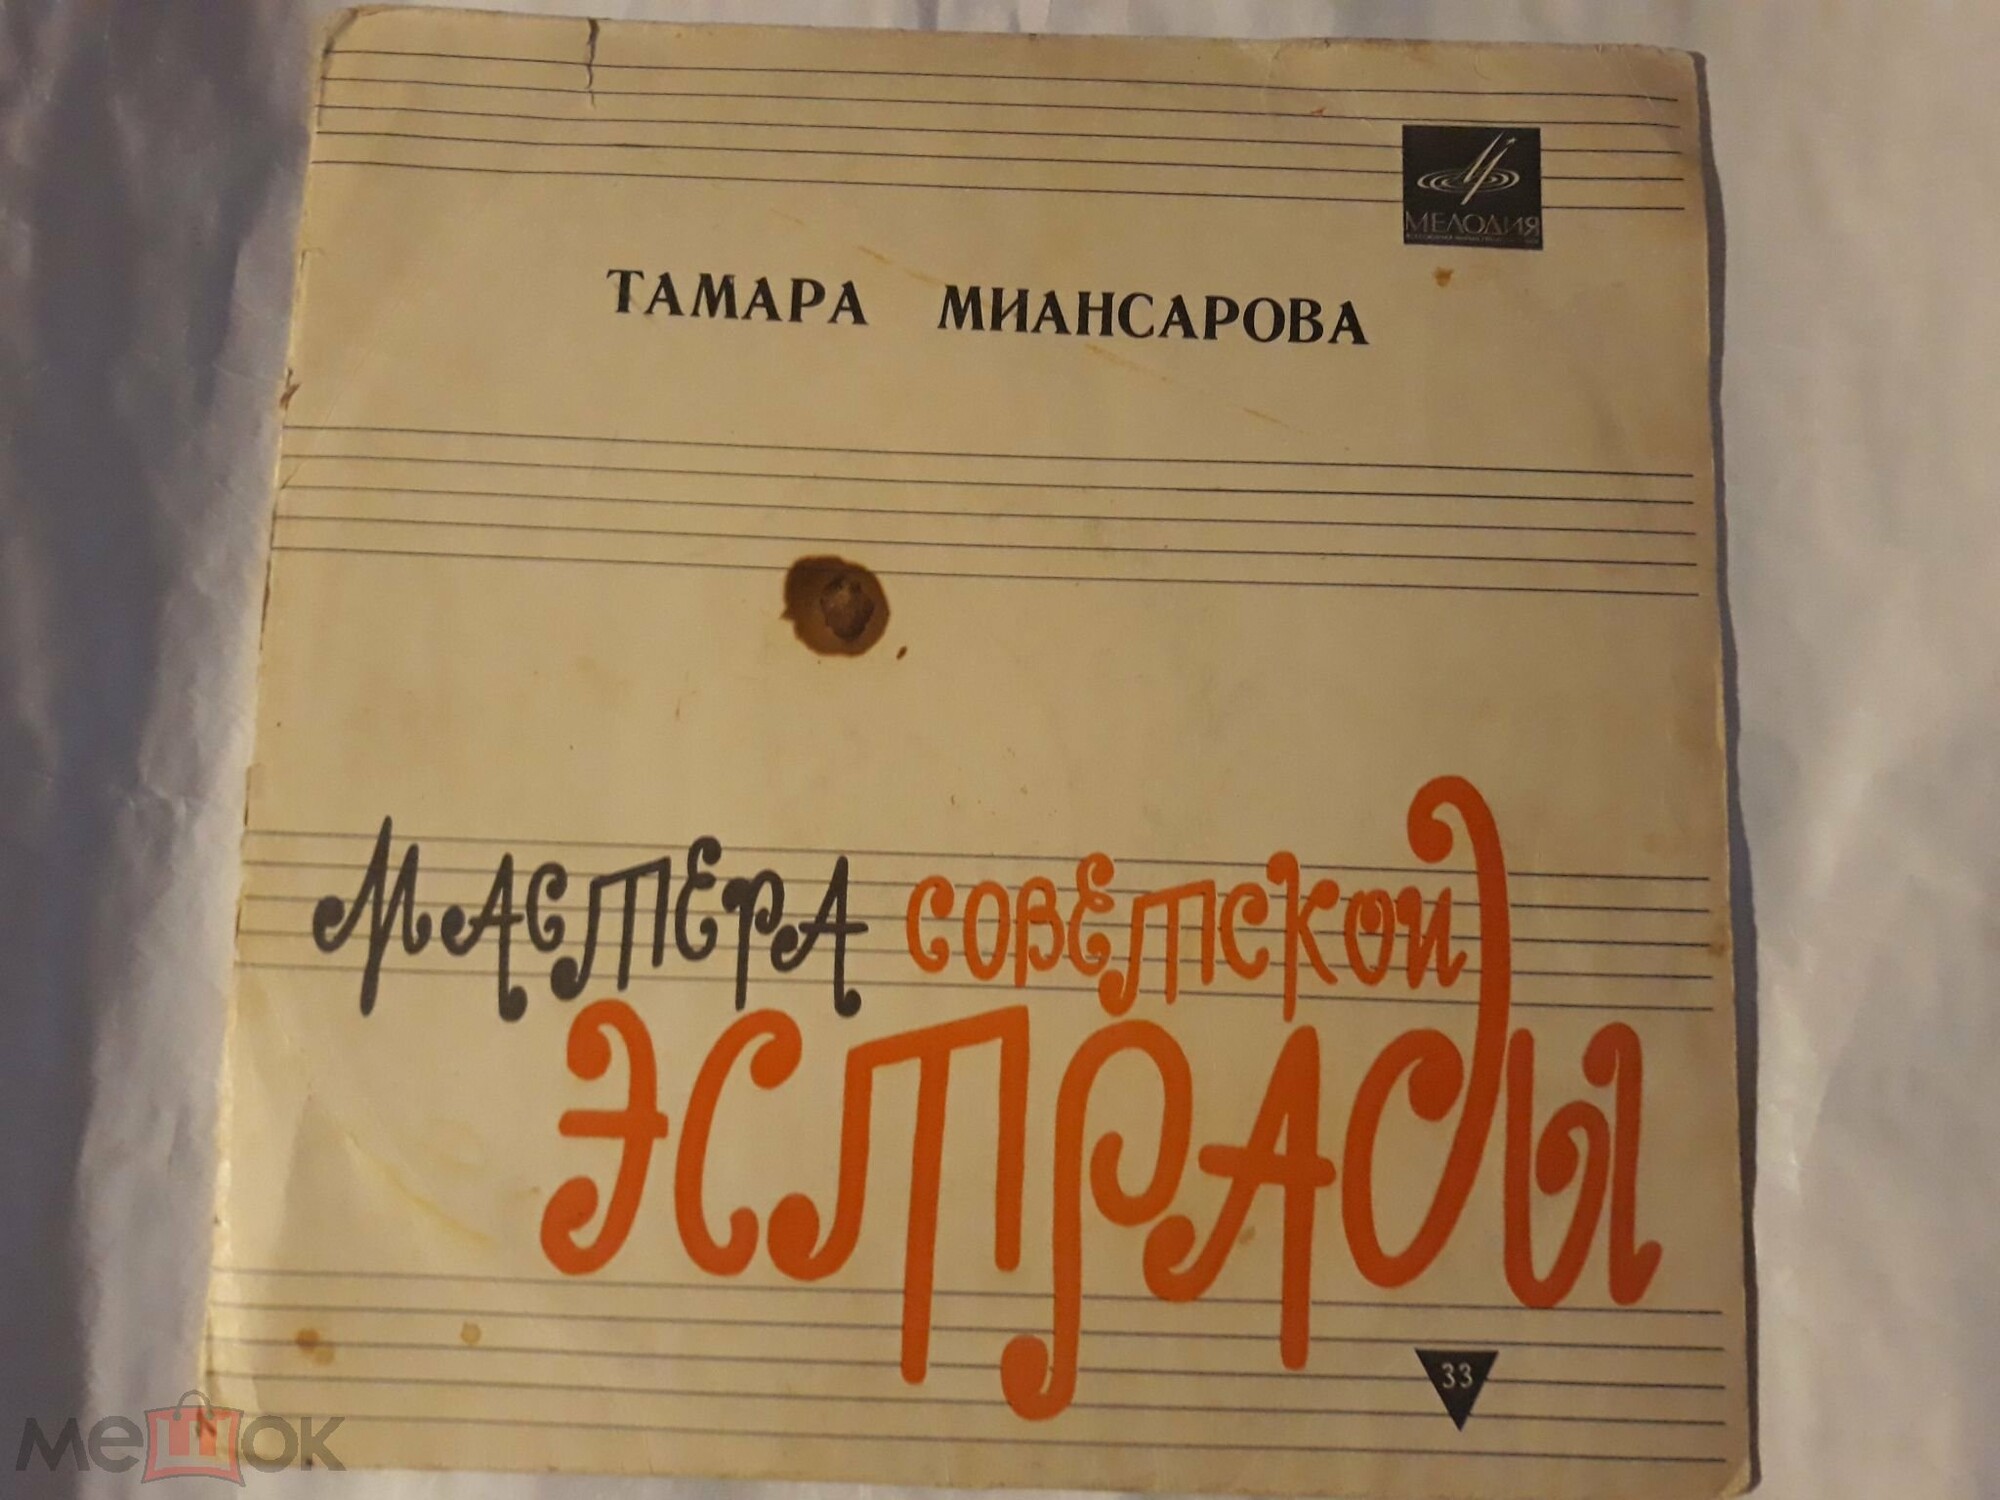 МЕЛОДИЯ
ТАМАРА МИАНСАРОВА
МАСТЕРА СОВЕТСКОЙ
ЭСТРАДЫ
33
мешок